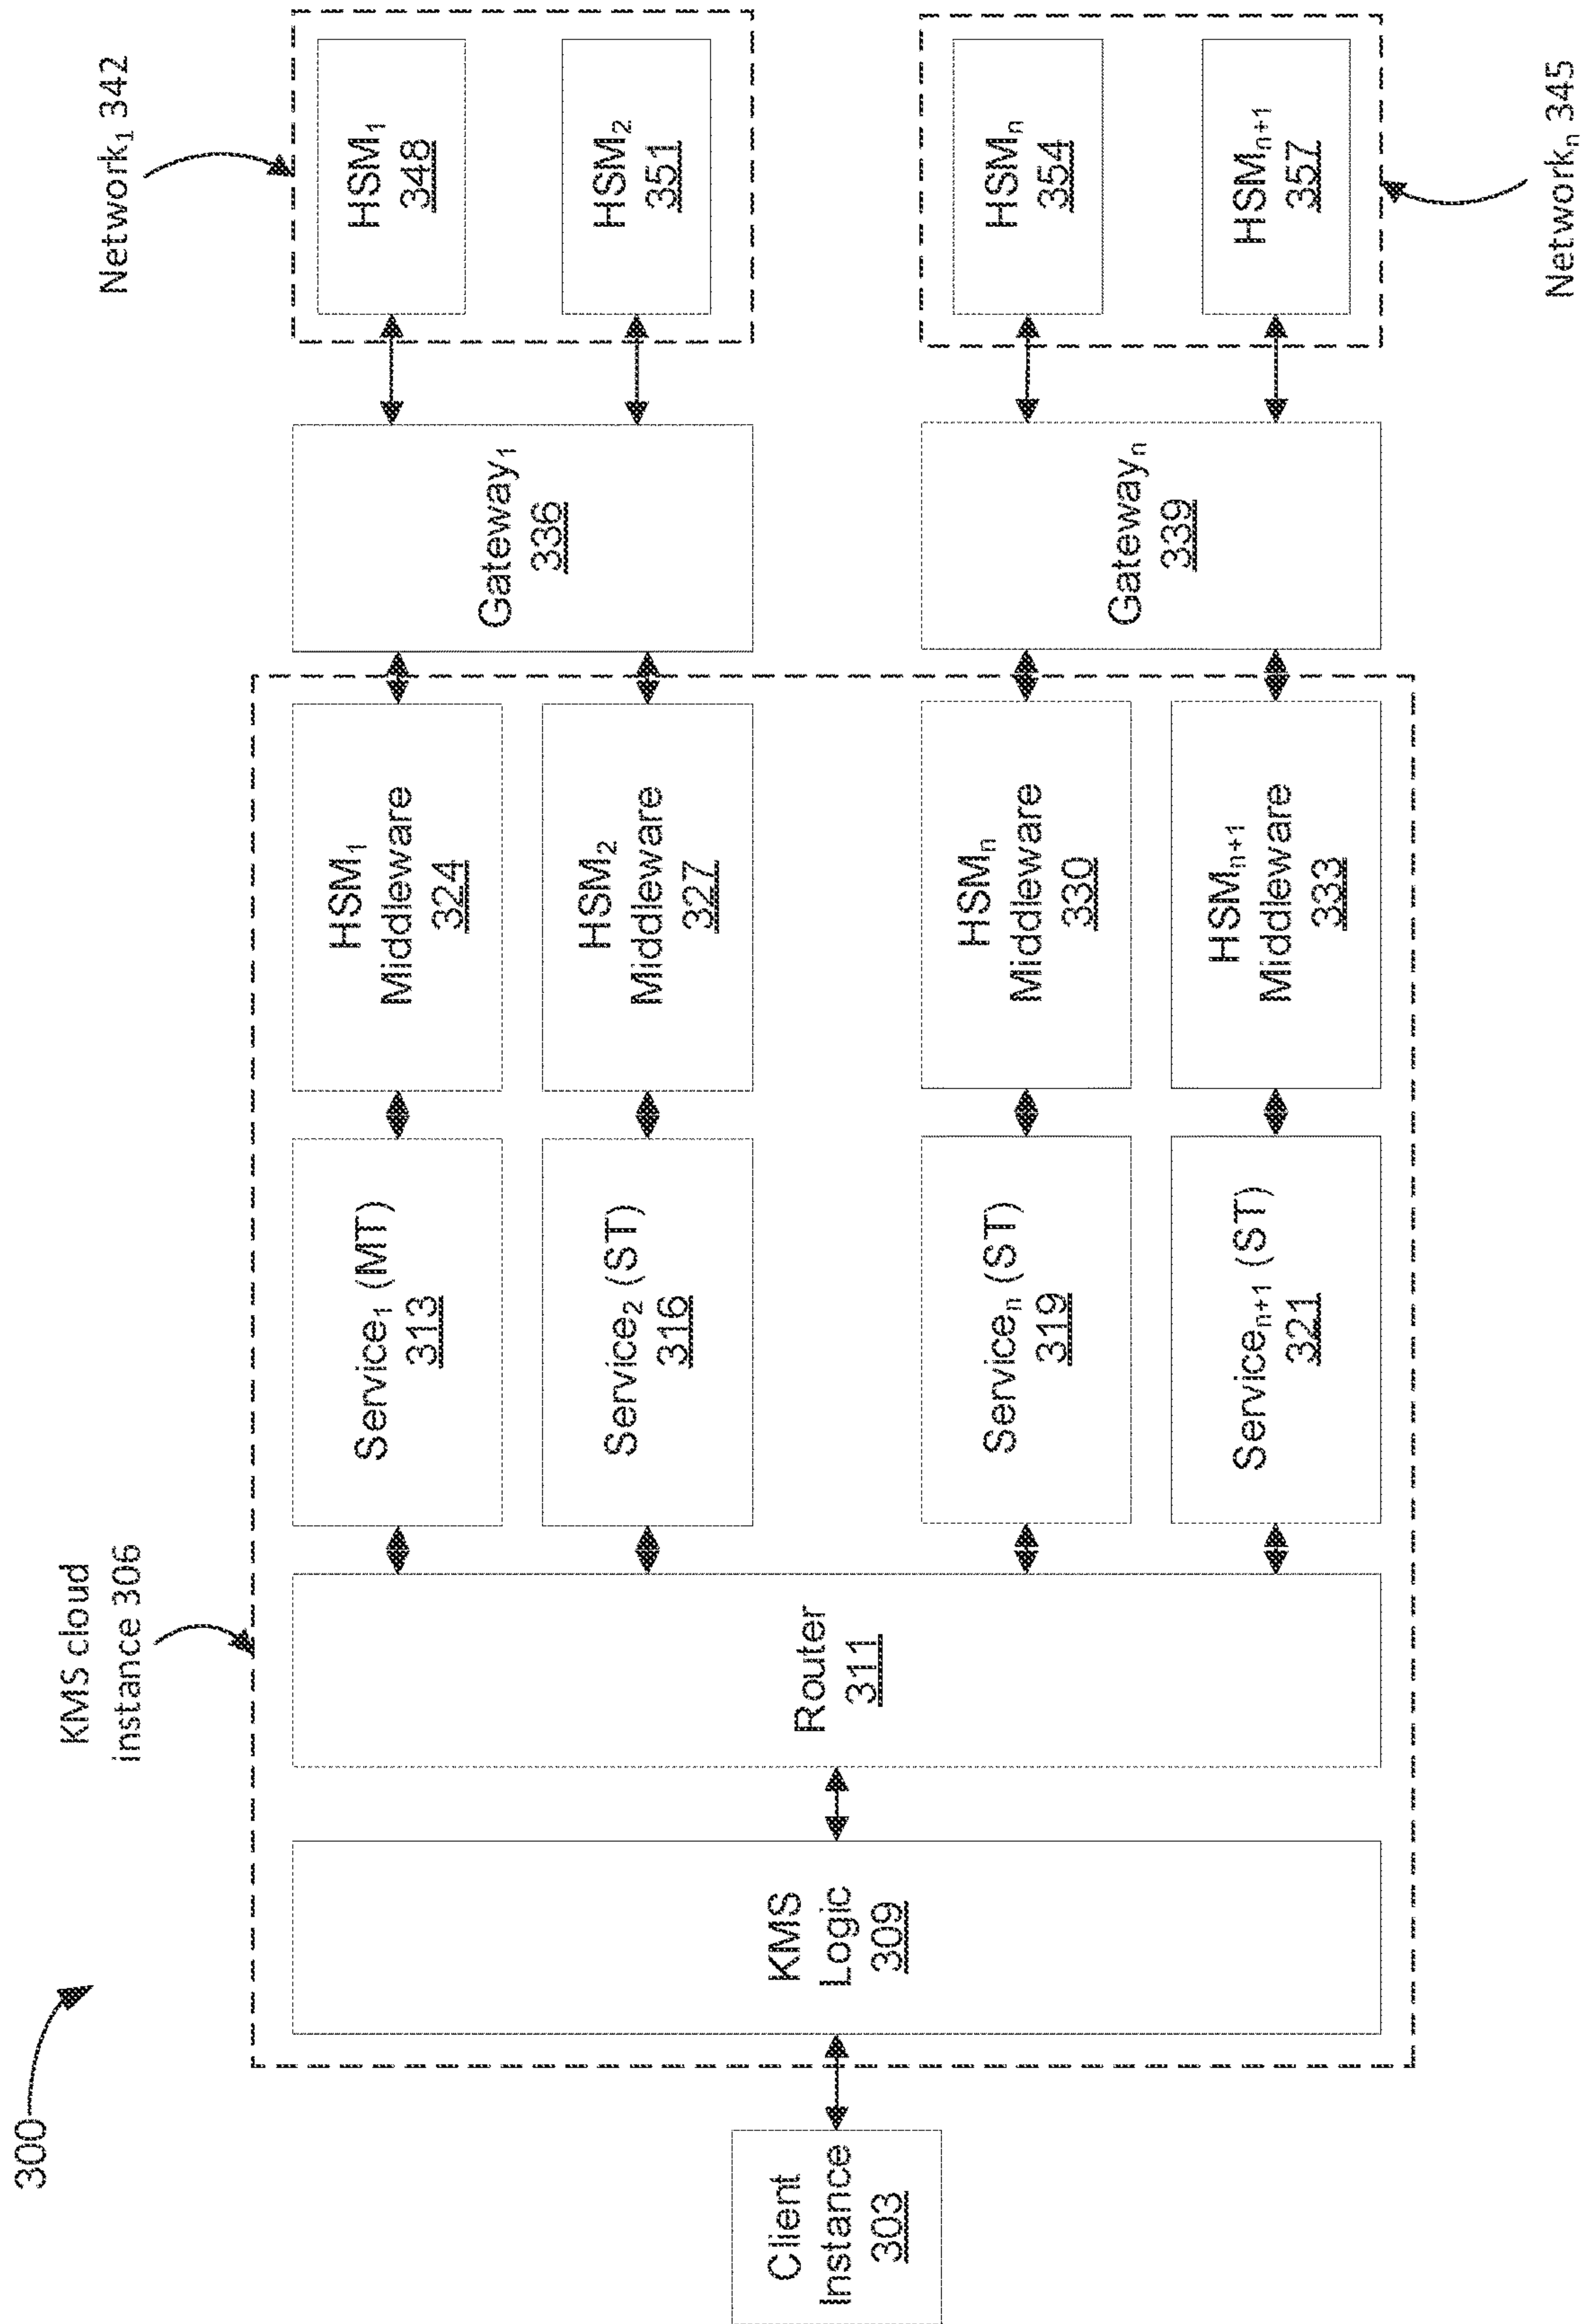 300
KMS cloud
instance 306
Network₁ 342
Client
Instance
303
KMS
Logic
309
Router
311
Service₁ (MT)
313
HSM₁
Middleware
324
Service₂ (ST)
316
HSM₂
Middleware
327
Serviceₙ (ST)
319
HSMₙ
Middleware
330
Serviceₙ₊₁ (ST)
321
HSMₙ₊₁
Middleware
333
Gateway₁
336
Gatewayₙ
339
HSM₁
348
HSM₂
351
HSMₙ
354
HSMₙ₊₁
357
Networkₙ 345